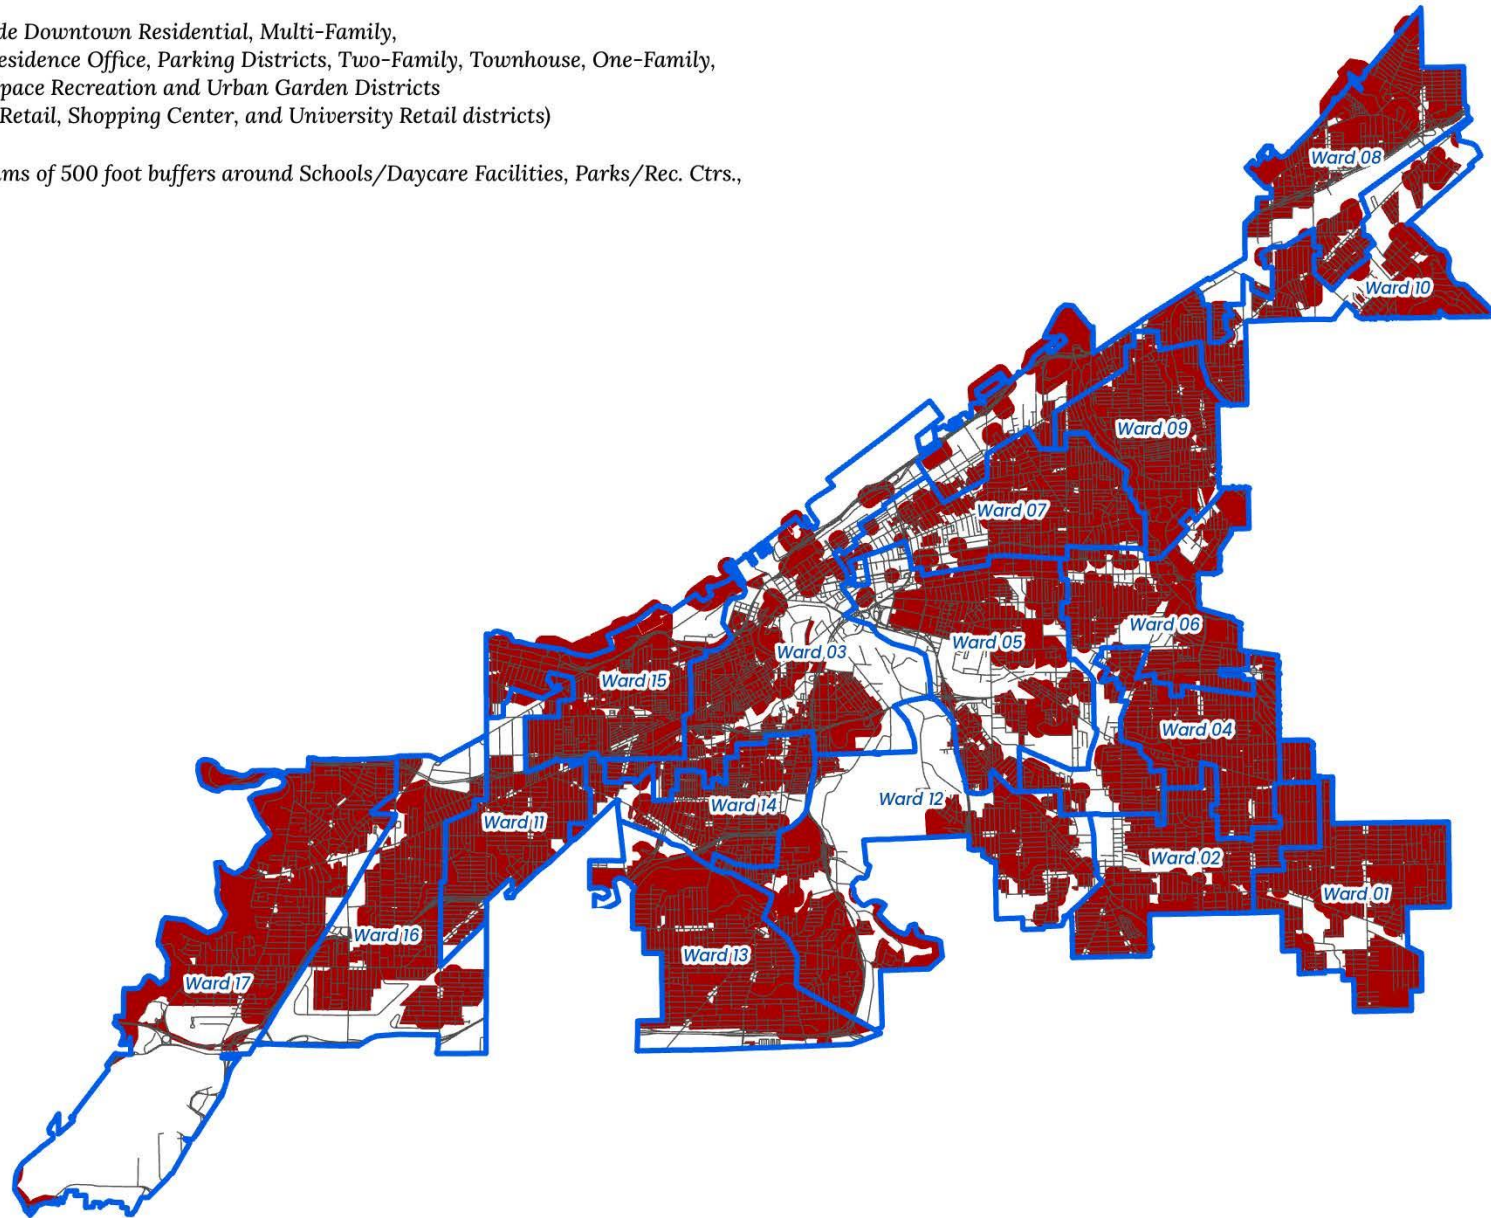 de Downtown Residential, Multi-Family,
esidence Office, Parking Districts, Two-Family, Townhouse, One-Family,
pace Recreation and Urban Garden Districts
Retail, Shopping Center, and University Retail districts)
ms of 500 foot buffers around Schools/Daycare Facilities, Parks/Rec. Ctrs.,
Ward 08
Ward 10
Ward 09
Ward 07
Ward 06
Ward 05
Ward 03
Ward 15
Ward 04
Ward 12
Ward 14
Ward 11
Ward 02
Ward 01
Ward 16
Ward 13
Ward 17